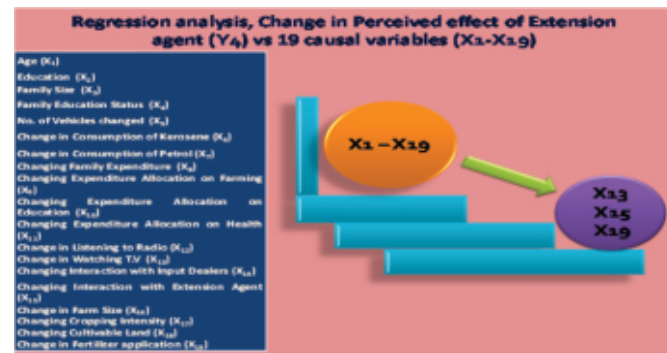 Regression analysis, Change in Perceived effect of Extension
agent (Y4) vs 19 causal variables (X1-X19)
Age (X₁)
Education (X₂)
Family Size (X₃)
Family Education Status (X₄)
No. of Vehicles changed (X₅)
Change in Consumption of Kerosene (X₆)
Change in Consumption of Petrol (X₇)
Changing Family Expenditure (X₈)
Changing Expenditure Allocation on Farming
(X₉)
Changing Expenditure Allocation on
Education (X₁₀)
Changing Expenditure Allocation on Health
(X₁₁)
Change in Listening to Radio (X₁₂)
Change in Watching T.V (X₁₃)
Changing Interaction with Input Dealers (X₁₄)
Changing Interaction with Extension Agent
(X₁₅)
Change in Farm Size (X₁₆)
Changing Cropping Intensity (X₁₇)
Changing Cultivable Land (X₁₈)
Change in Fertilizer application (X₁₉)
X1 – X19
X13
X15
X19